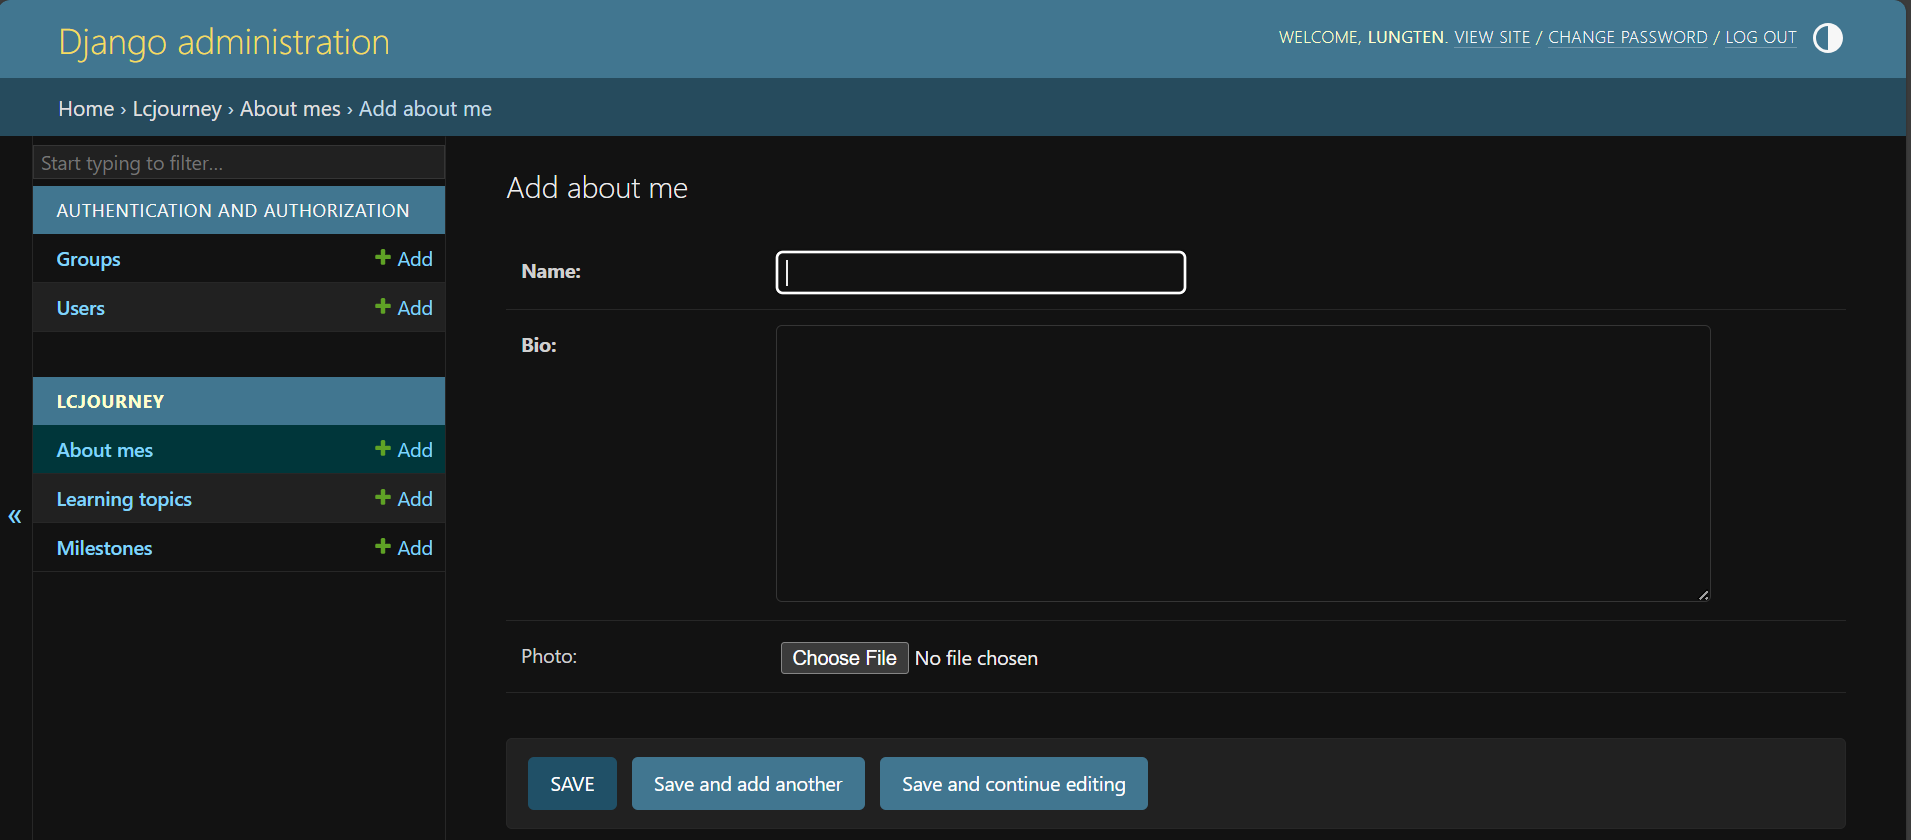 Django administration
WELCOME, LUNGTEN. VIEW SITE / CHANGE PASSWORD / LOG OUT
Home › Lcjourney › About mes › Add about me
Start typing to filter...
AUTHENTICATION AND AUTHORIZATION
Groups + Add
Users + Add
LCJOURNEY
About mes + Add
Learning topics + Add
Milestones + Add
«
Add about me
Name:
Bio:
Photo: Choose File No file chosen
SAVE Save and add another Save and continue editing